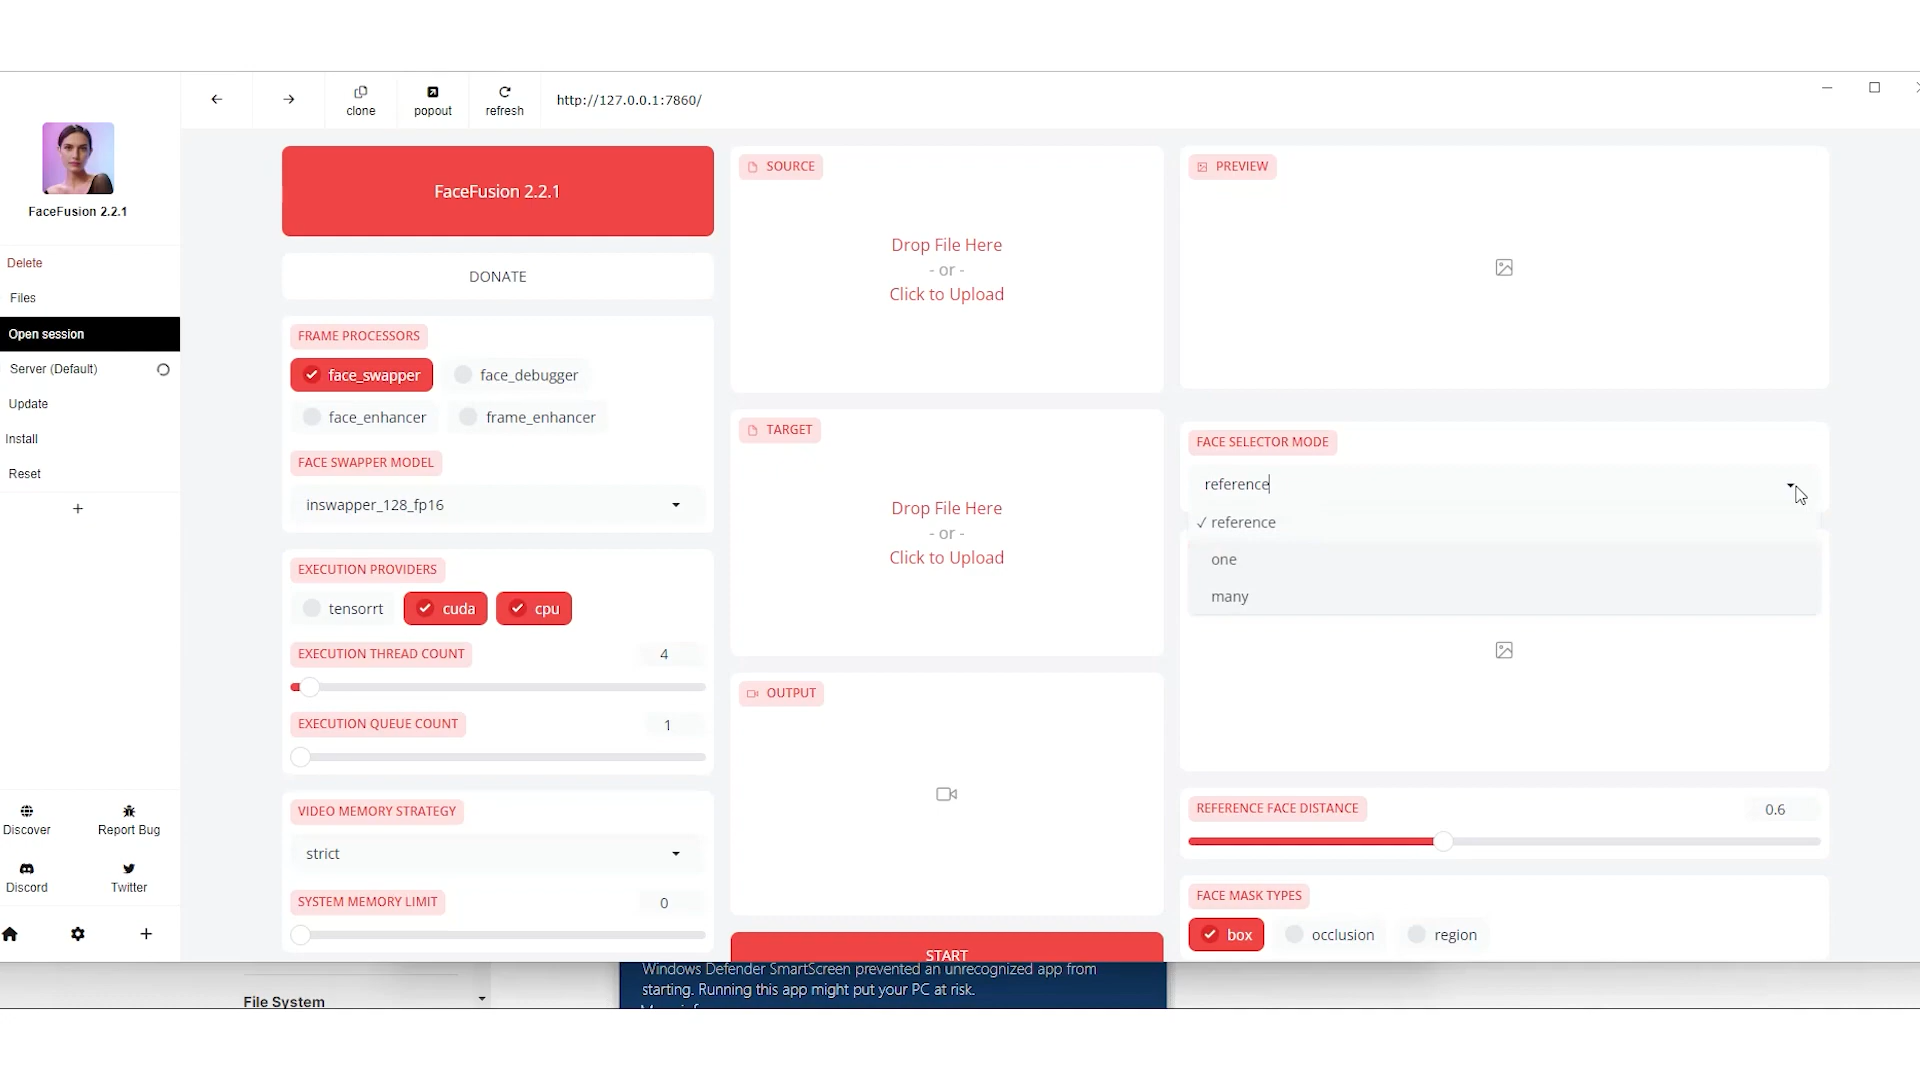 clone
popout
refresh
http://127.0.0.1:7860/
FaceFusion 2.2.1
Delete
Files
Open session
Server (Default)
Update
Install
Reset
+
Discover
Report Bug
Discord
Twitter
FaceFusion 2.2.1
DONATE
FRAME PROCESSORS
face_swapper
face_debugger
face_enhancer
frame_enhancer
FACE SWAPPER MODEL
inswapper_128_fp16
EXECUTION PROVIDERS
tensorrt
cuda
cpu
EXECUTION THREAD COUNT
4
EXECUTION QUEUE COUNT
1
VIDEO MEMORY STRATEGY
strict
SYSTEM MEMORY LIMIT
0
SOURCE
Drop File Here
- or -
Click to Upload
TARGET
Drop File Here
- or -
Click to Upload
OUTPUT
START
PREVIEW
FACE SELECTOR MODE
reference
✓ reference
one
many
REFERENCE FACE DISTANCE
0.6
FACE MASK TYPES
box
occlusion
region
File System
Windows Defender SmartScreen prevented an unrecognized app from
starting. Running this app might put your PC at risk.